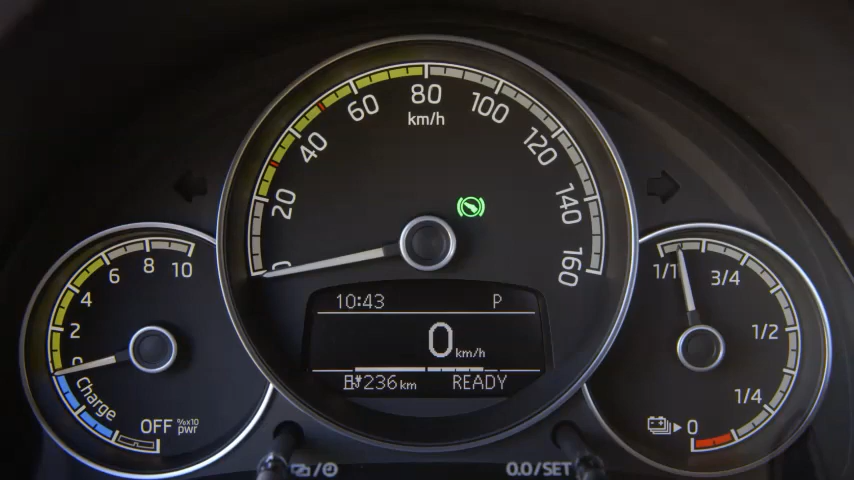 0 20 40 60 80 100 120 140 160
km/h
0 2 4 6 8 10
Charge
OFF %x10
pwr
1/1 3/4 1/2 1/4 0
10:43 P
0 km/h
236 km READY
0.0/SET